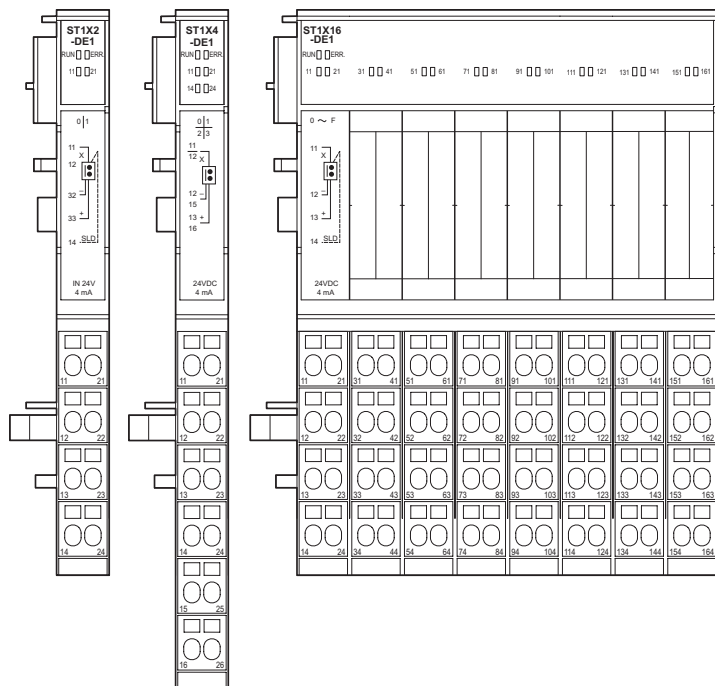 ST1X2
-DE1
RUN ERR.
11 21
0 1
11
X
12
32 −
33 +
14 SLD
IN 24V
4 mA
11 21
12 22
13 23
14 24
ST1X4
-DE1
RUN ERR.
11 21
14 24
0 1
2 3
11
12 X
12 −
15
13 +
16
24VDC
4 mA
11 21
12 22
13 23
14 24
15 25
16 26
ST1X16
-DE1
RUN ERR.
11 21 31 41 51 61 71 81 91 101 111 121 131 141 151 161
0 ~ F
11
X
12 −
13 +
14 SLD
24VDC
4 mA
11 21 31 41 51 61 71 81 91 101 111 121 131 141 151 161
12 22 32 42 52 62 72 82 92 102 112 122 132 142 152 162
13 23 33 43 53 63 73 83 93 103 113 123 133 143 153 163
14 24 34 44 54 64 74 84 94 104 114 124 134 144 154 164